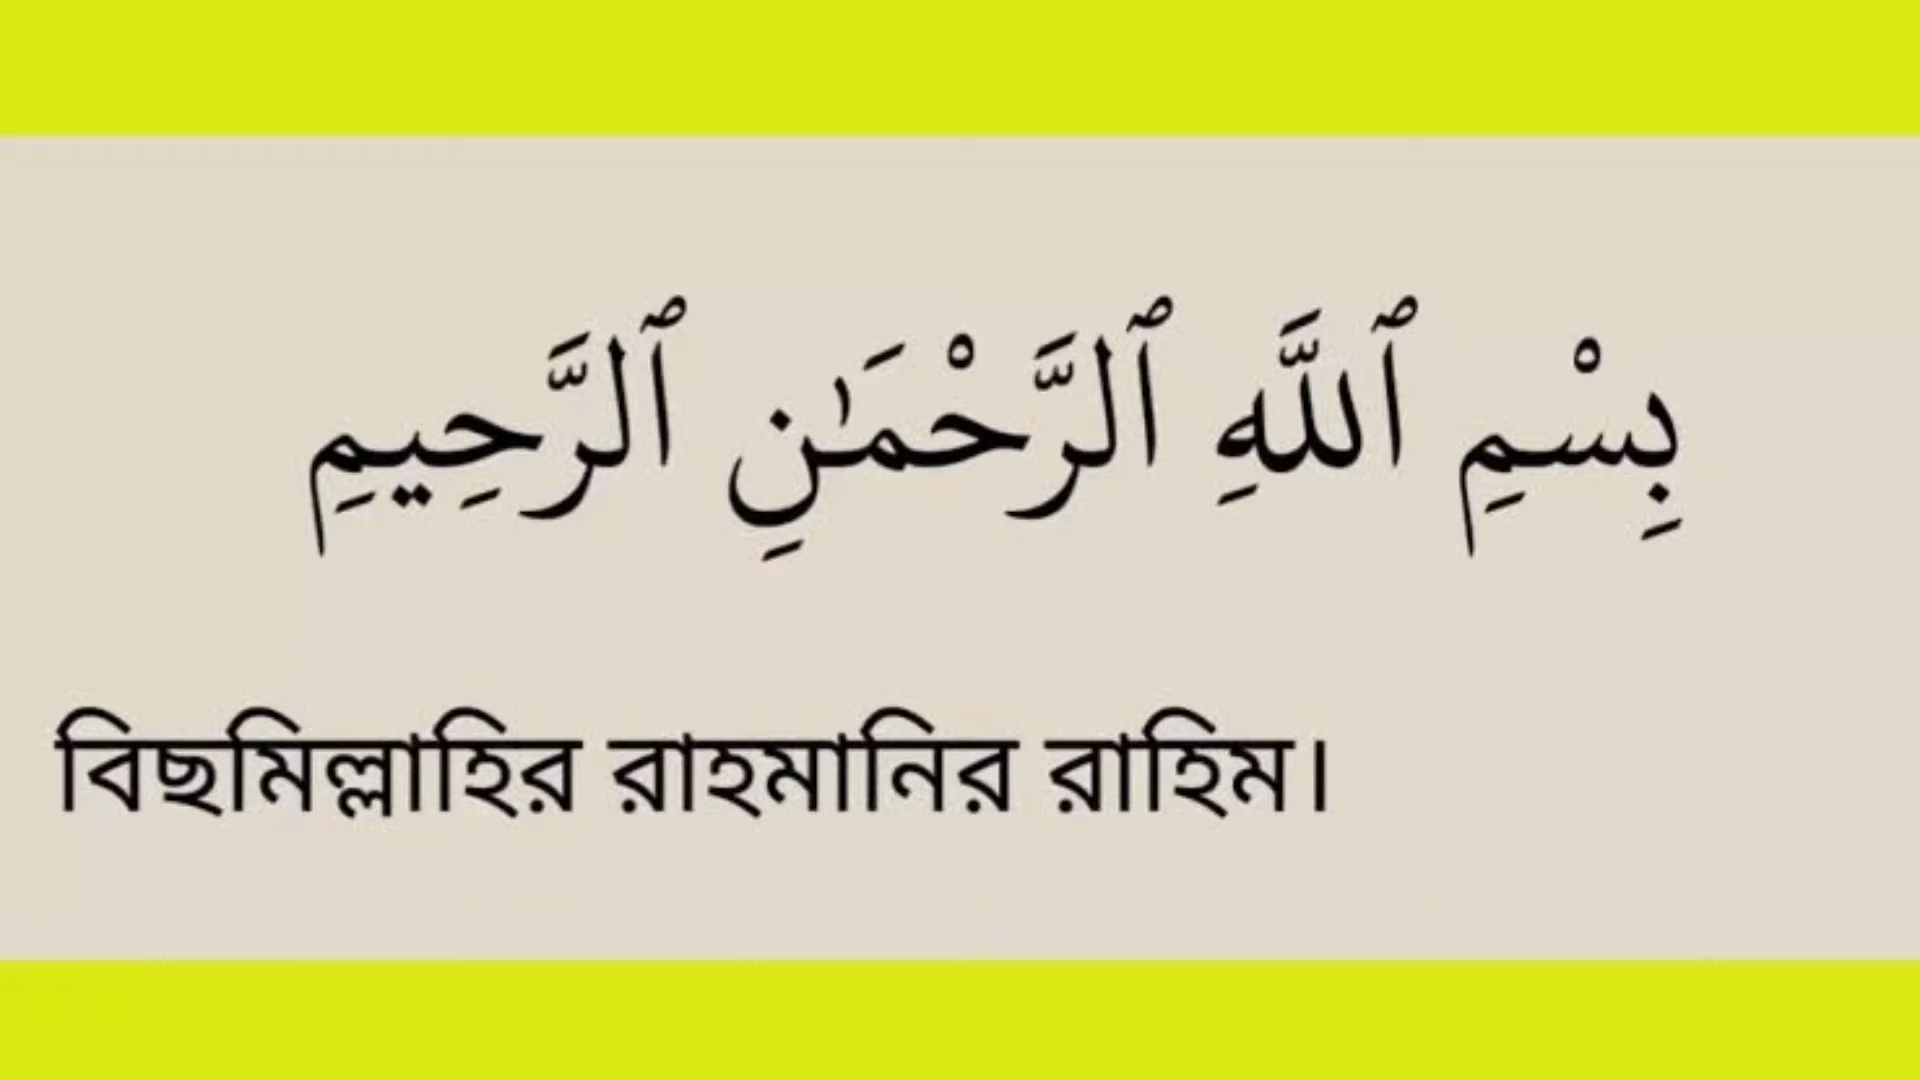 بِسْمِ ٱللَّهِ ٱلرَّحْمَٰنِ ٱلرَّحِيمِ
বিছমিল্লাহির রাহমানির রাহিম।